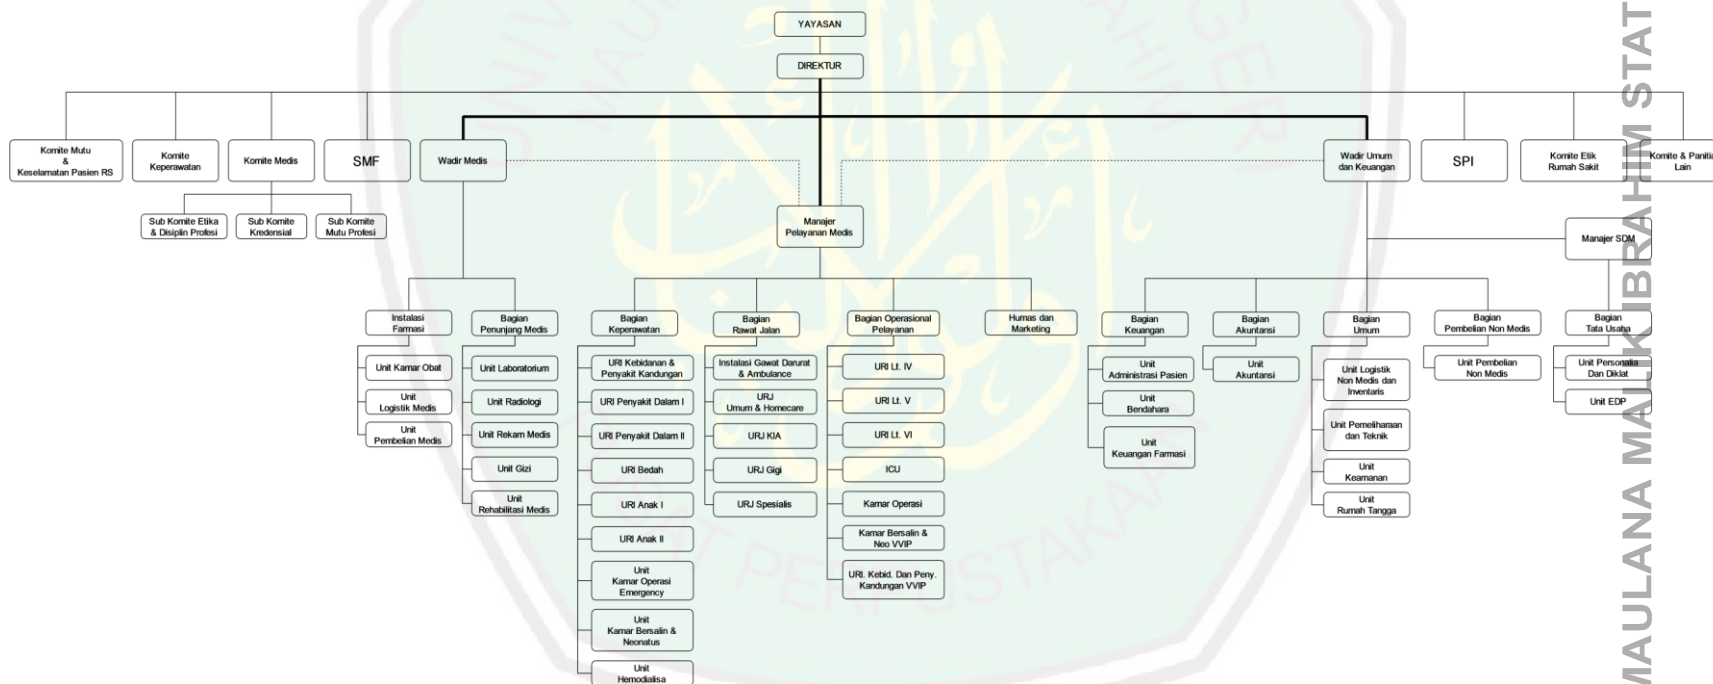 YAYASAN
DIREKTUR
Komite Mutu
&
Keselamatan Pasien RS
Komite
Keperawatan
Komite Medis
SMF
Wadir Medis
Wadir Umum
dan Keuangan
SPI
Komite Etik
Rumah Sakit
Komite & Panitia
Lain
Sub Komite Etika
& Disiplin Profesi
Sub Komite
Kredensial
Sub Komite
Mutu Profesi
Manajer
Pelayanan Medis
Manajer SDM
Instalasi
Farmasi
Bagian
Penunjang Medis
Bagian
Keperawatan
Bagian
Rawat Jalan
Bagian Operasional
Pelayanan
Humas dan
Marketing
Bagian
Keuangan
Bagian
Akuntansi
Bagian
Umum
Bagian
Pembelian Non Medis
Bagian
Tata Usaha
Unit Kamar Obat
Unit
Logistik Medis
Unit
Pembelian Medis
Unit Laboratorium
Unit Radiologi
Unit Rekam Medis
Unit Gizi
Unit
Rehabilitasi Medis
URI Kebidanan &
Penyakit Kandungan
URI Penyakit Dalam I
URI Penyakit Dalam II
URI Bedah
URI Anak I
URI Anak II
Unit
Kamar Operasi
Emergency
Unit
Kamar Bersalin &
Neonatus
Unit
Hemodialisa
Instalasi Gawat Darurat
& Ambulance
URJ
Umum & Homecare
URJ KIA
URJ Gigi
URJ Spesialis
URI Lt. IV
URI Lt. V
URI Lt. VI
ICU
Kamar Operasi
Kamar Bersalin &
Neo VVIP
URI. Kebid. Dan Peny.
Kandungan VVIP
Unit
Administrasi Pasien
Unit
Bendahara
Unit
Keuangan Farmasi
Unit
Akuntansi
Unit Logistik
Non Medis dan
Inventaris
Unit Pemeliharaan
dan Teknik
Unit
Keamanan
Unit
Rumah Tangga
Unit Pembelian
Non Medis
Unit Personalia
Dan Diklat
Unit EDP
MAULANA MALIK IBRAHIM STAT
PUSAT PERPUSTAKAAN